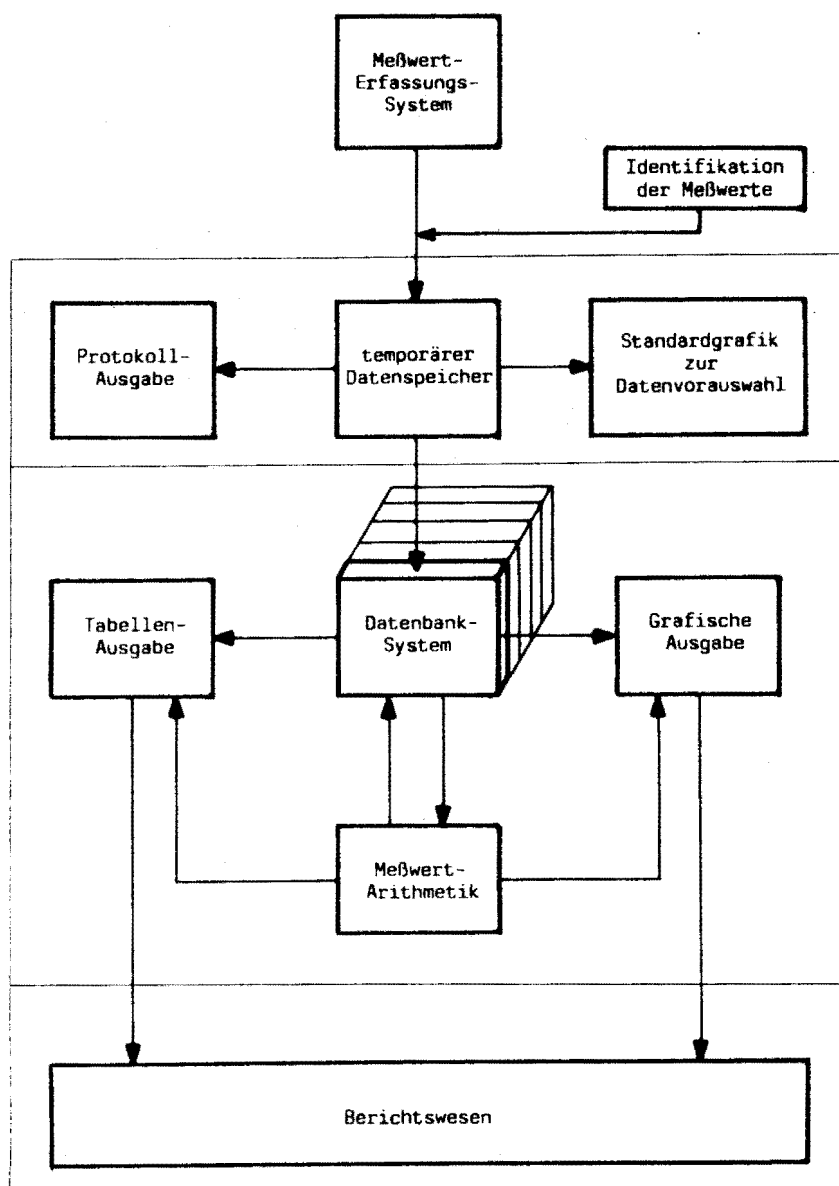 Meßwert-
Erfassungs-
System
Identifikation
der Meßwerte
Protokoll-
Ausgabe
temporärer
Datenspeicher
Standardgrafik
zur
Datenvorauswahl
Tabellen-
Ausgabe
Datenbank-
System
Grafische
Ausgabe
Meßwert-
Arithmetik
Berichtswesen